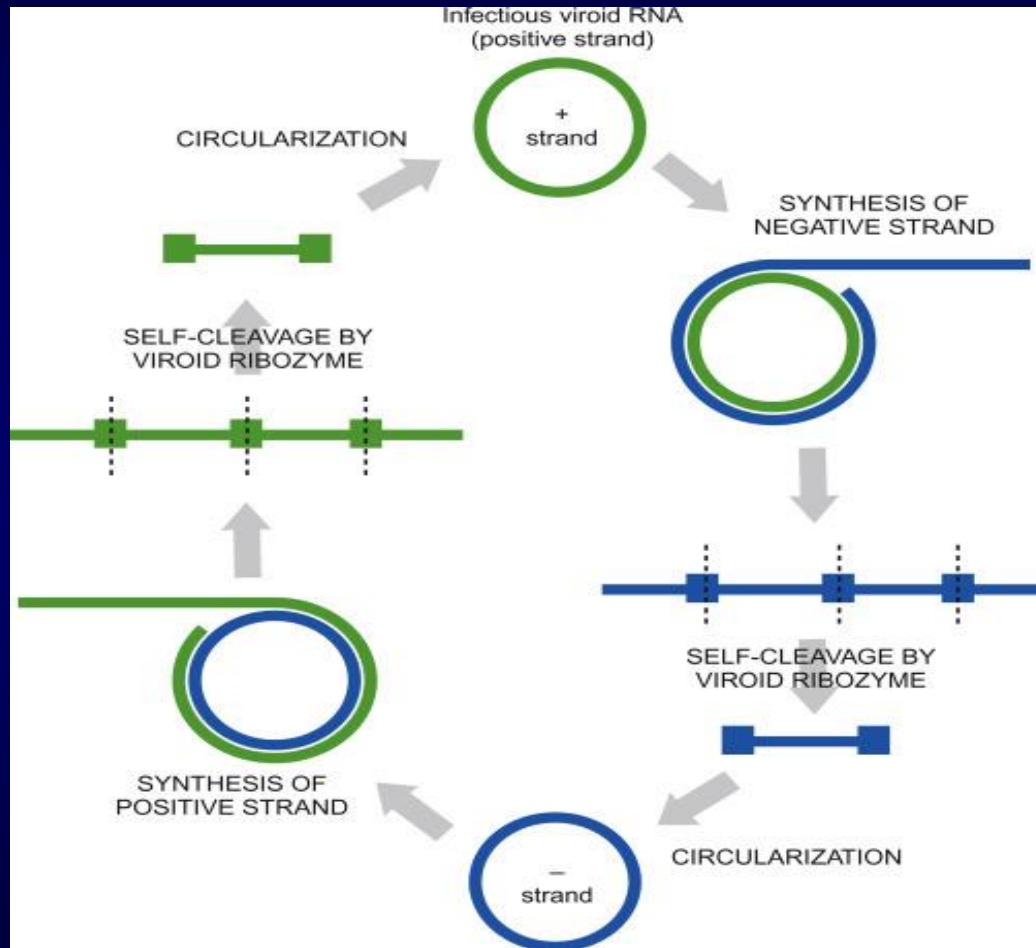 Infectious viroid RNA
(positive strand)
+
strand
CIRCULARIZATION
SYNTHESIS OF
NEGATIVE STRAND
SELF-CLEAVAGE BY
VIROID RIBOZYME
SELF-CLEAVAGE BY
VIROID RIBOZYME
SYNTHESIS OF
POSITIVE STRAND
CIRCULARIZATION
–
strand